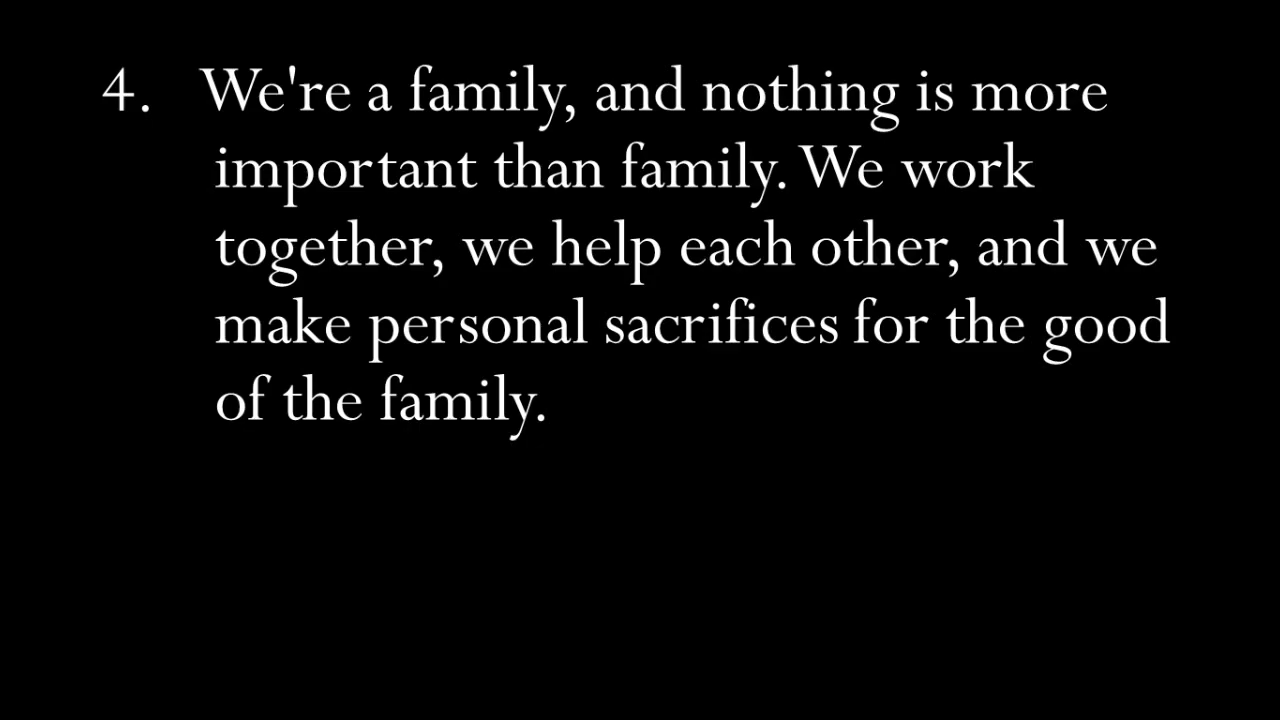 4. We're a family, and nothing is more
important than family. We work
together, we help each other, and we
make personal sacrifices for the good
of the family.